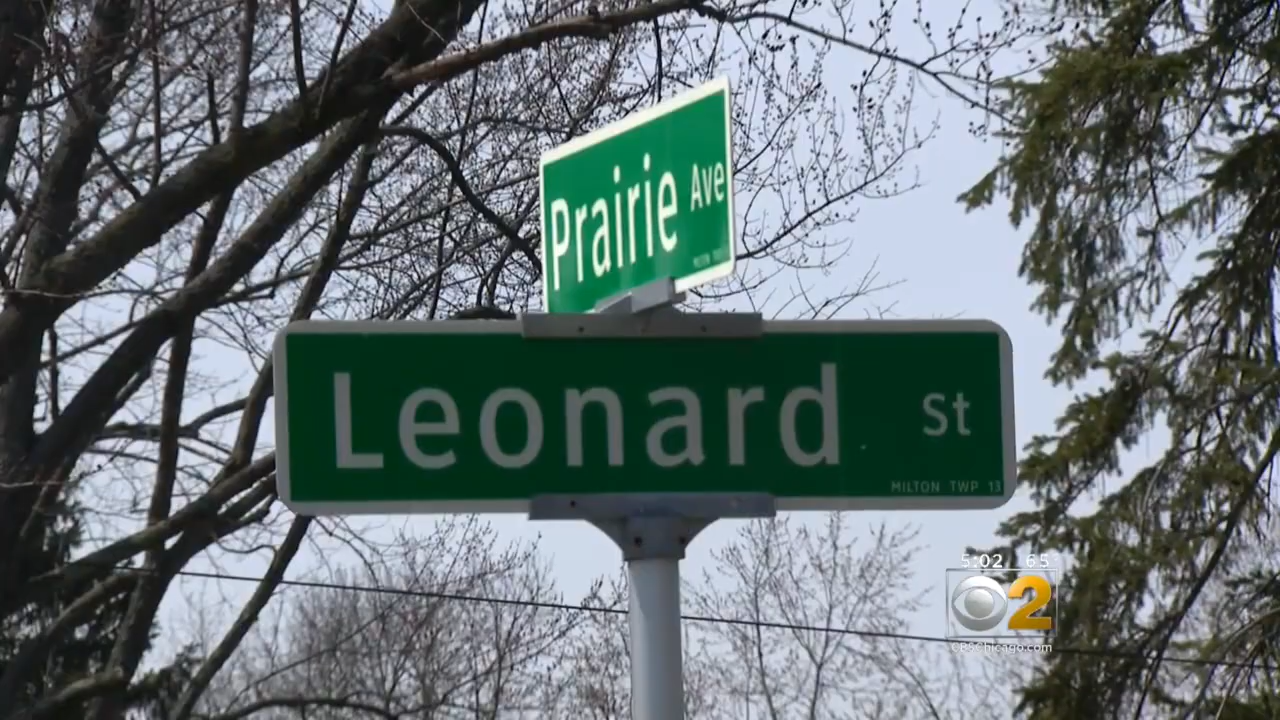 Prairie Ave
Leonard St
MILTON TWP 13
5:02 65
2
CBSChicago.com